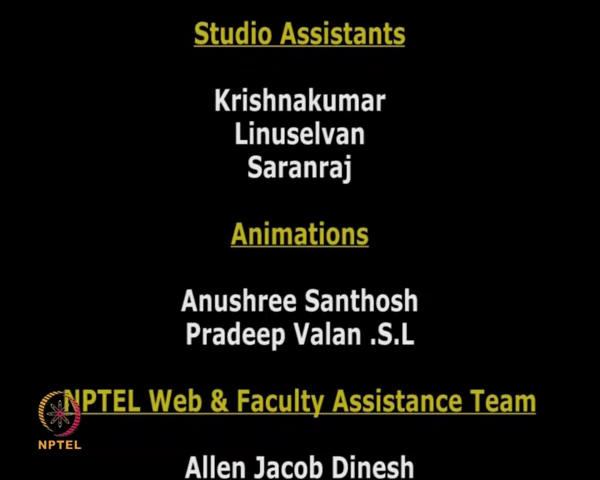 Studio Assistants
Krishnakumar
Linuselvan
Saranraj
Animations
Anushree Santhosh
Pradeep Valan .S.L
NPTEL Web & Faculty Assistance Team
NPTEL
Allen Jacob Dinesh